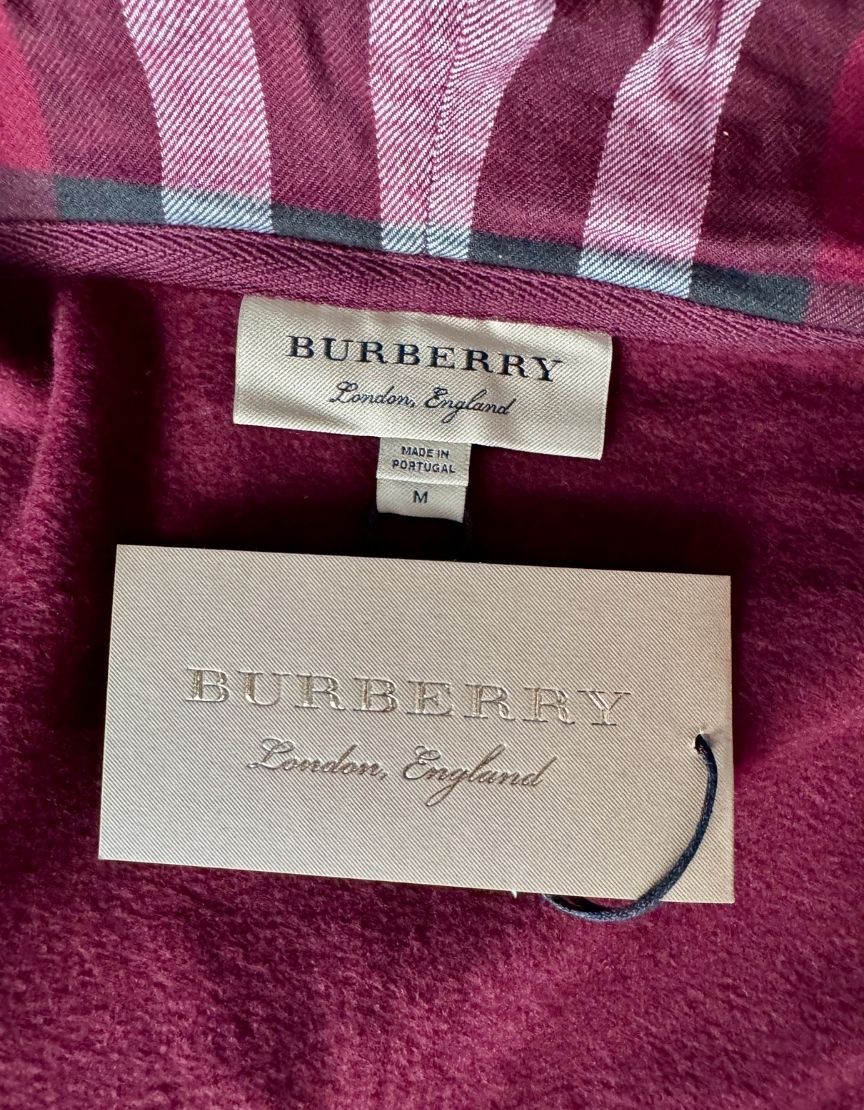 BURBERRY
London, England
MADE IN
PORTUGAL
M
BURBERRY
London, England